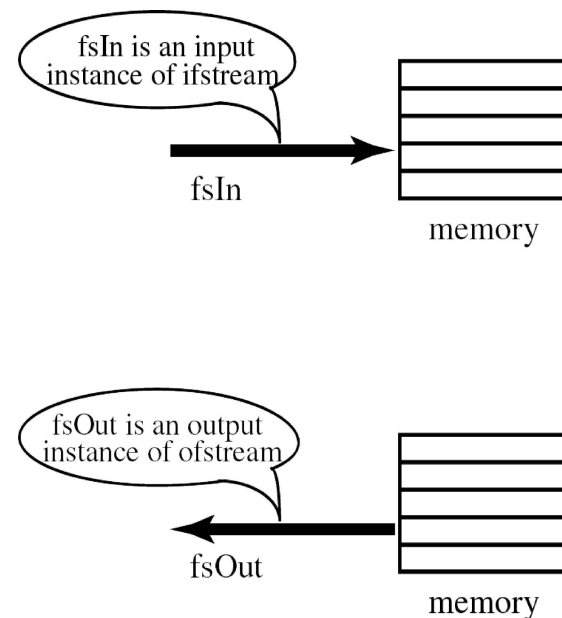 fsIn is an input
instance of ifstream
fsIn
memory
fsOut is an output
instance of ofstream
fsOut
memory